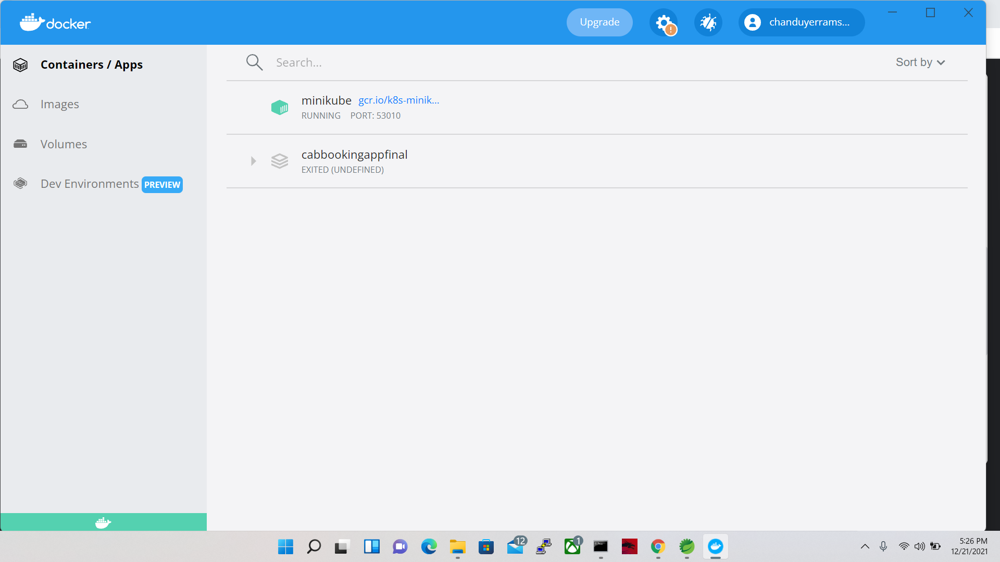 docker
Upgrade
!
chanduyerrams...
Containers / Apps
Images
Volumes
Dev Environments PREVIEW
Search...
Sort by
minikube gcr.io/k8s-minik...
RUNNING PORT: 53010
cabbookingappfinal
EXITED (UNDEFINED)
12
1
5:26 PM
12/21/2021